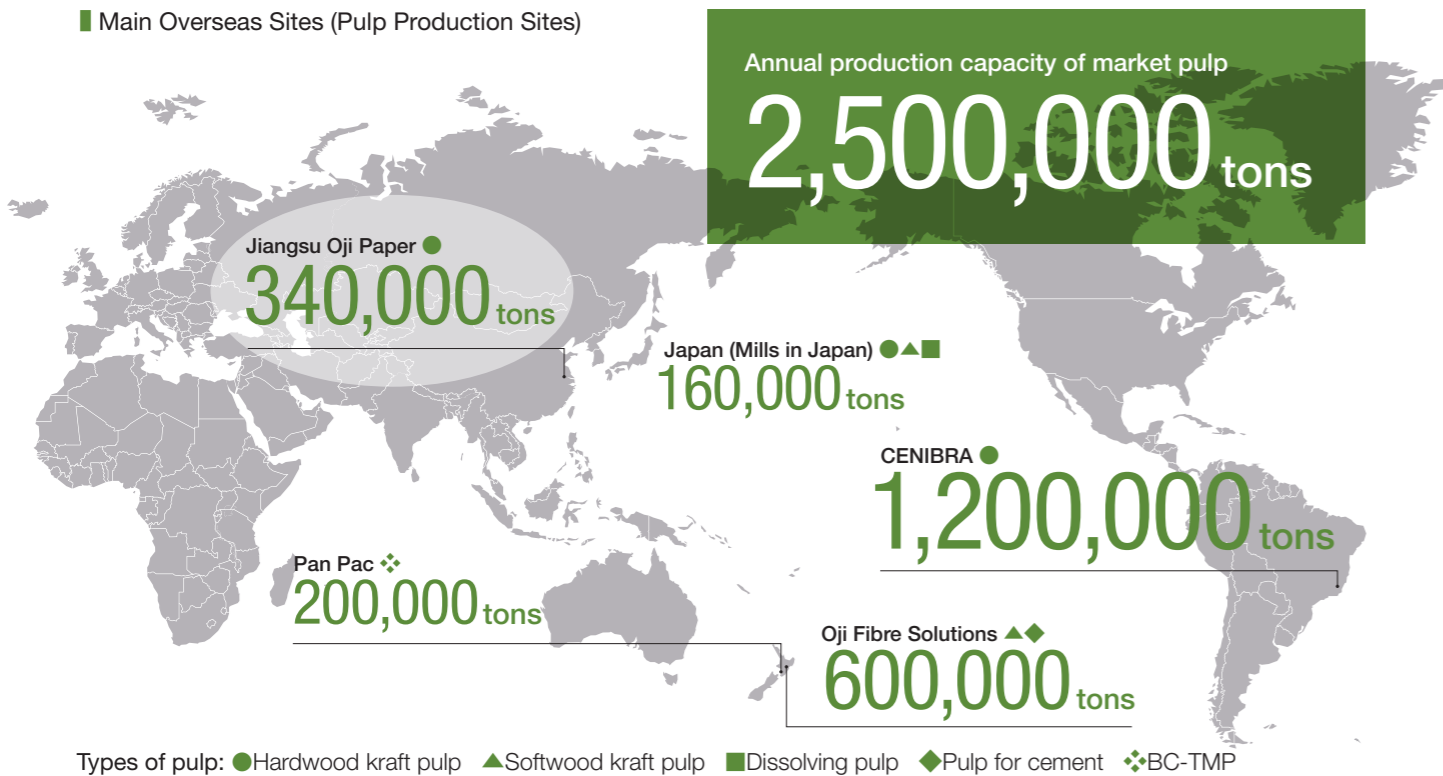 Main Overseas Sites (Pulp Production Sites)
Annual production capacity of market pulp
2,500,000 tons
Jiangsu Oji Paper
340,000 tons
Japan (Mills in Japan)
160,000 tons
CENIBRA
1,200,000 tons
Pan Pac
200,000 tons
Oji Fibre Solutions
600,000 tons
Types of pulp: Hardwood kraft pulp Softwood kraft pulp Dissolving pulp Pulp for cement BC-TMP